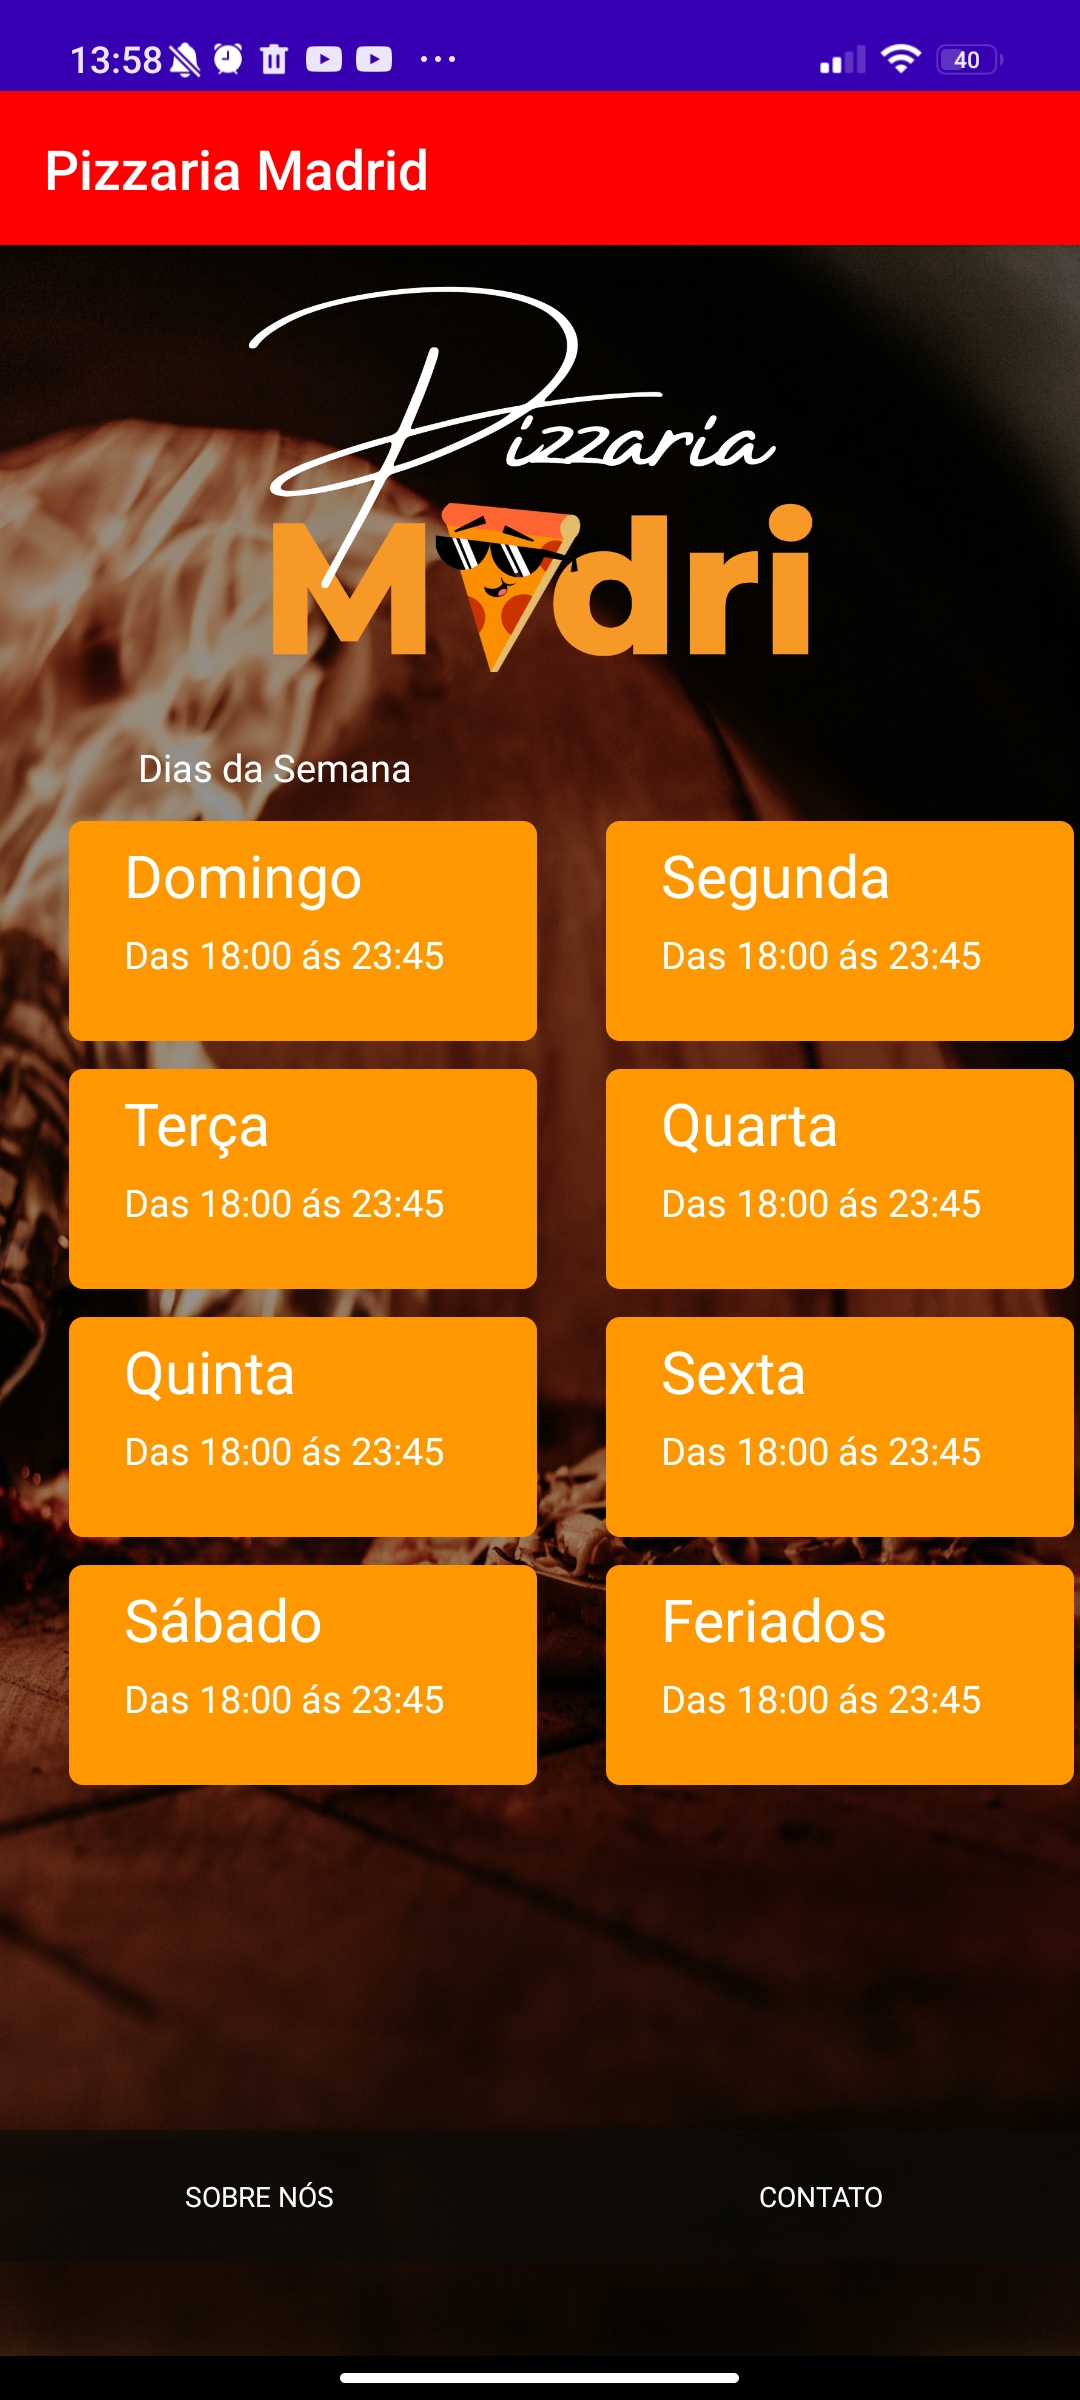 13:58
40
Pizzaria Madrid
Pizzaria
Madri
Dias da Semana
Domingo
Das 18:00 ás 23:45
Segunda
Das 18:00 ás 23:45
Terça
Das 18:00 ás 23:45
Quarta
Das 18:00 ás 23:45
Quinta
Das 18:00 ás 23:45
Sexta
Das 18:00 ás 23:45
Sábado
Das 18:00 ás 23:45
Feriados
Das 18:00 ás 23:45
SOBRE NÓS
CONTATO